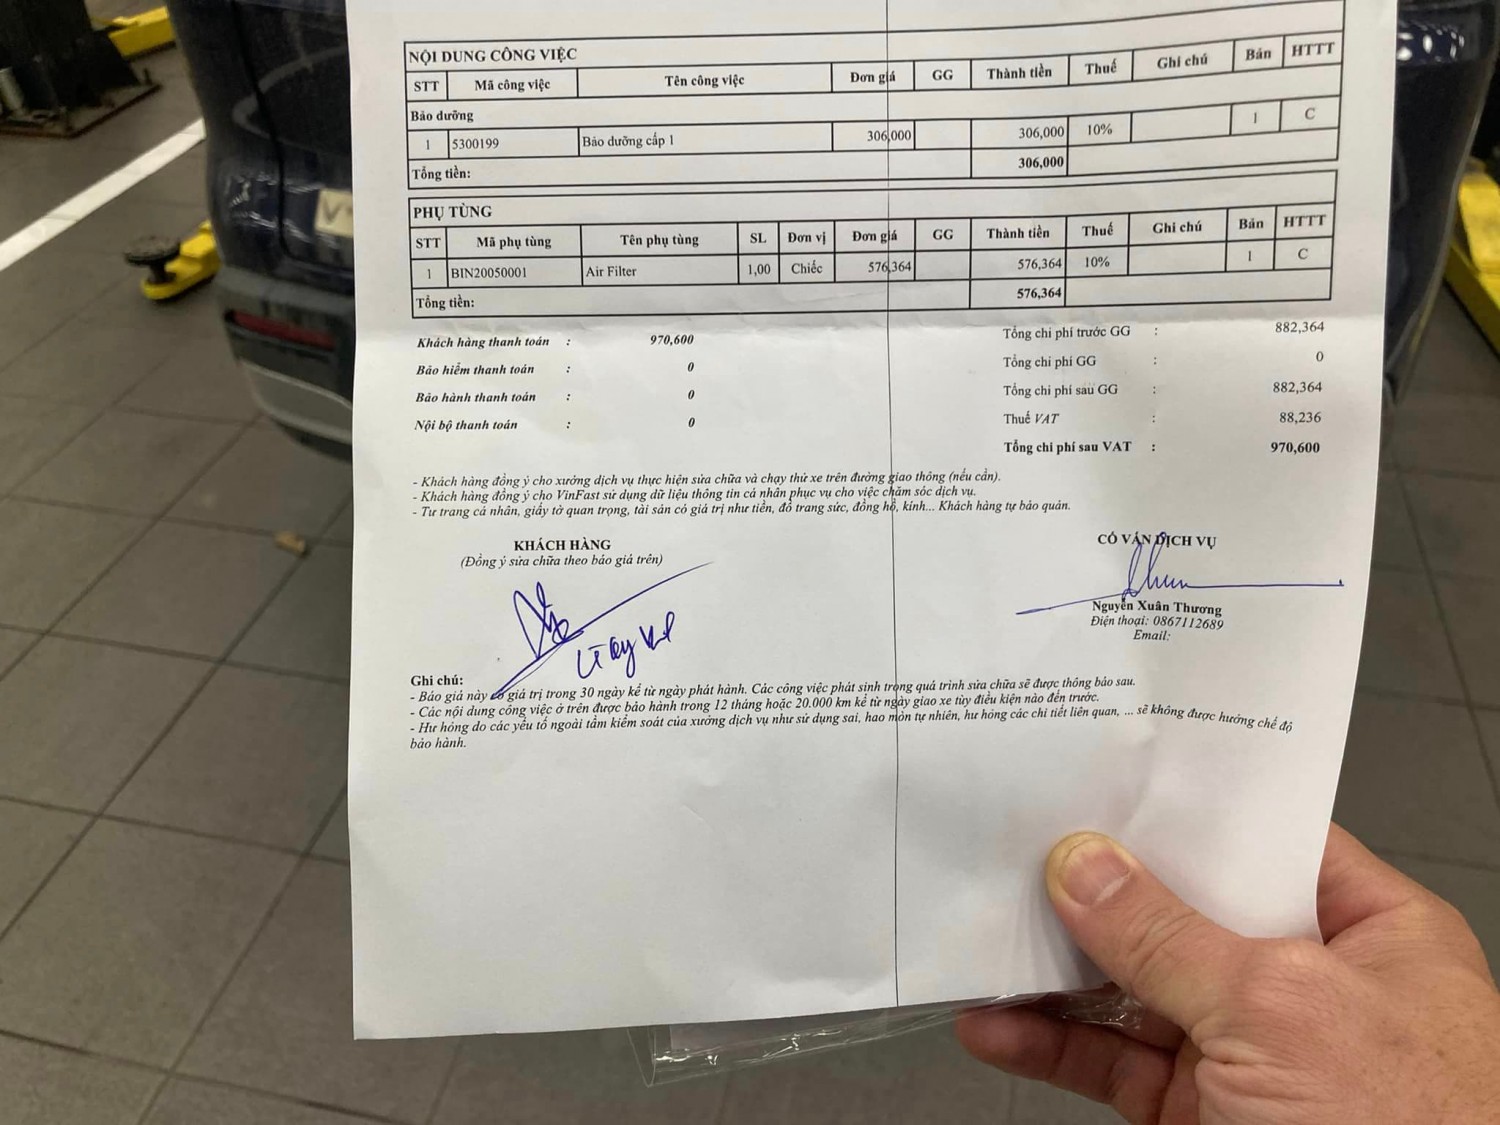 NỘI DUNG CÔNG VIỆC
STT Mã công việc Tên công việc Đơn giá GG Thành tiền Thuế Ghi chú Bản HTTT
Bảo dưỡng
1 5300199 Bảo dưỡng cấp 1 306,000 306,000 10% 1 C
Tổng tiền: 306,000
PHỤ TÙNG
STT Mã phụ tùng Tên phụ tùng SL Đơn vị Đơn giá GG Thành tiền Thuế Ghi chú Bản HTTT
1 BIN20050001 Air Filter 1,00 Chiếc 576,364 576,364 10% 1 C
Tổng tiền: 576,364
Khách hàng thanh toán : 970,600
Bảo hiểm thanh toán : 0
Bảo hành thanh toán : 0
Nội bộ thanh toán : 0
Tổng chi phí trước GG : 882,364
Tổng chi phí GG : 0
Tổng chi phí sau GG : 882,364
Thuế VAT : 88,236
Tổng chi phí sau VAT : 970,600
- Khách hàng đồng ý cho xưởng dịch vụ thực hiện sửa chữa và chạy thử xe trên đường giao thông (nếu cần).
- Khách hàng đồng ý cho VinFast sử dụng dữ liệu thông tin cá nhân phục vụ cho việc chăm sóc dịch vụ.
- Tư trang cá nhân, giấy tờ quan trọng, tài sản có giá trị như tiền, đồ trang sức, đồng hồ, kính... Khách hàng tự bảo quản.
KHÁCH HÀNG
(Đồng ý sửa chữa theo báo giá trên)
CỐ VẤN DỊCH VỤ
Nguyễn Xuân Thương
Điện thoại: 0867112689
Email:
Ghi chú:
- Báo giá này có giá trị trong 30 ngày kể từ ngày phát hành. Các công việc phát sinh trong quá trình sửa chữa sẽ được thông báo sau.
- Các nội dung công việc ở trên được bảo hành trong 12 tháng hoặc 20.000 km kể từ ngày giao xe tùy điều kiện nào đến trước.
- Hư hỏng do các yếu tố ngoài tầm kiểm soát của xưởng dịch vụ như sử dụng sai, hao mòn tự nhiên, hư hỏng các chi tiết liên quan, ... sẽ không được hưởng chế độ
bảo hành.